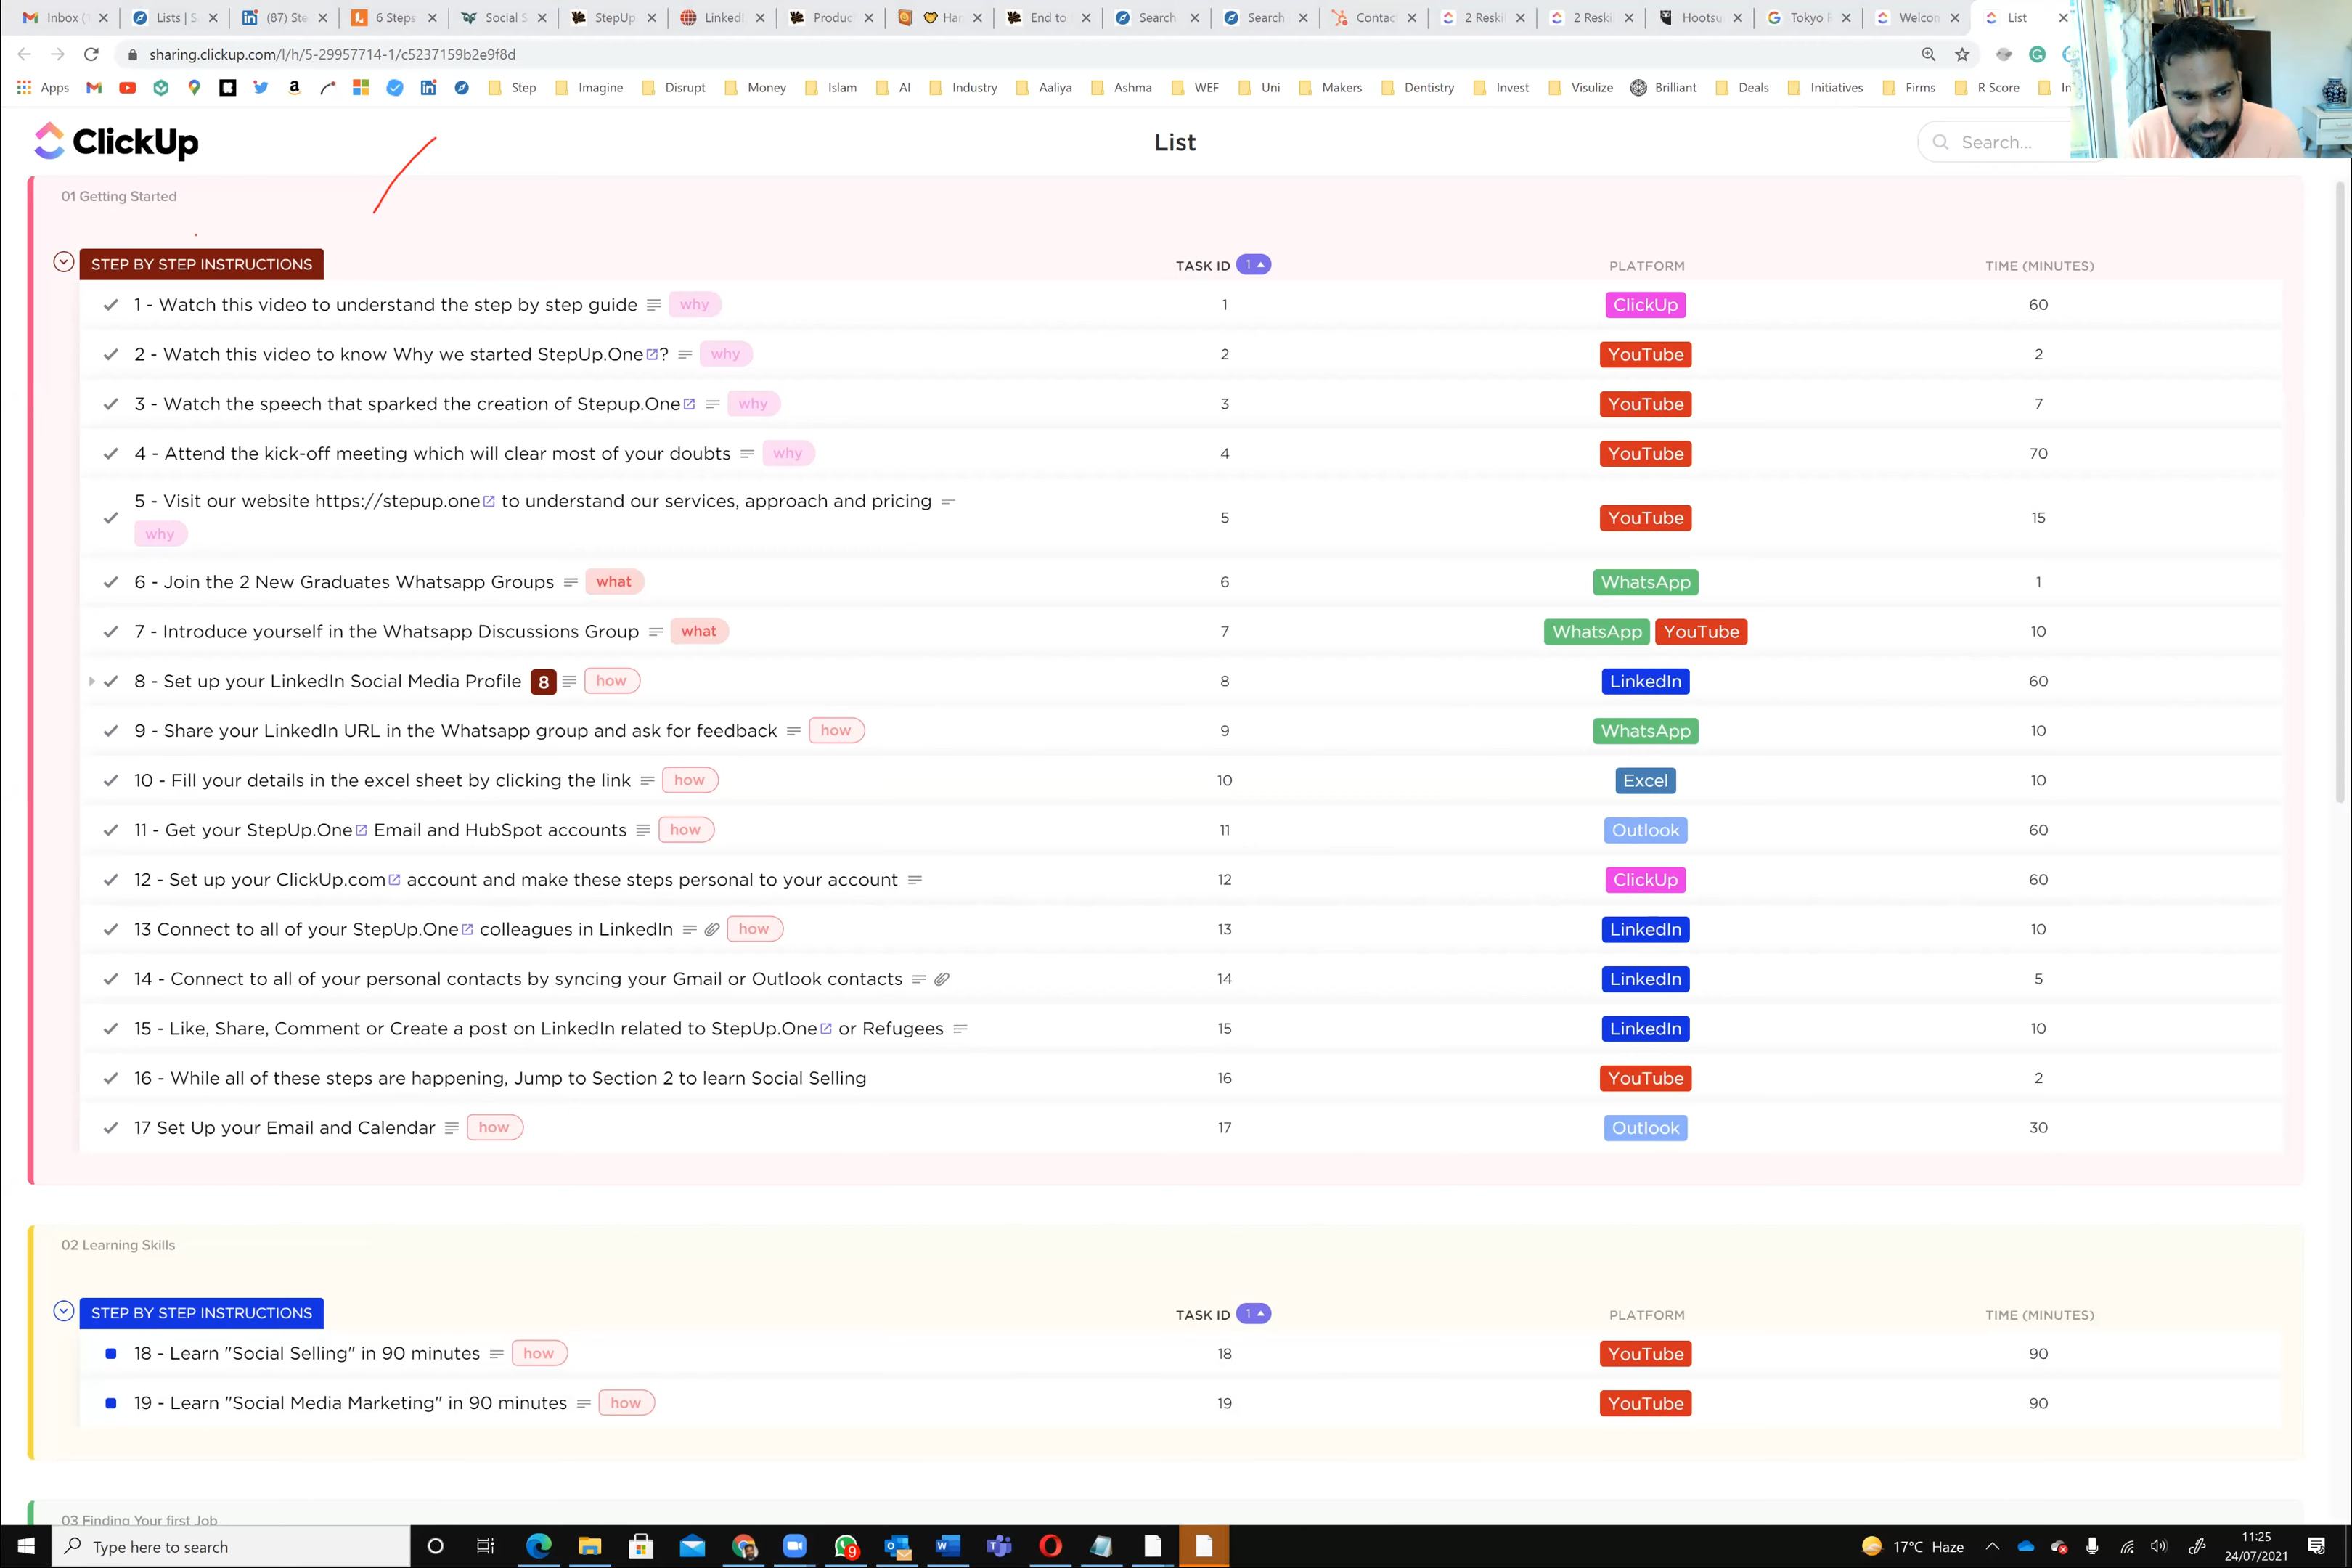 Inbox (1
Lists | S
(87) Ste
6 Steps
Social S
StepUp
LinkedI
Produc
Har
End to
Search
Search
Contac
2 Reskil
2 Reskil
Hootsu
Tokyo
Welcon
List
sharing.clickup.com/l/h/5-29957714-1/c5237159b2e9f8d
Apps
Step
Imagine
Disrupt
Money
Islam
AI
Industry
Aaliya
Ashma
WEF
Uni
Makers
Dentistry
Invest
Visulize
Brilliant
Deals
Initiatives
Firms
R Score
ClickUp
List
Search...
01 Getting Started
STEP BY STEP INSTRUCTIONS TASK ID 1 PLATFORM TIME (MINUTES)
1 - Watch this video to understand the step by step guide why 1 ClickUp 60
2 - Watch this video to know Why we started StepUp.One? why 2 YouTube 2
3 - Watch the speech that sparked the creation of Stepup.One why 3 YouTube 7
4 - Attend the kick-off meeting which will clear most of your doubts why 4 YouTube 70
5 - Visit our website https://stepup.one to understand our services, approach and pricing
why 5 YouTube 15
6 - Join the 2 New Graduates Whatsapp Groups what 6 WhatsApp 1
7 - Introduce yourself in the Whatsapp Discussions Group what 7 WhatsApp YouTube 10
8 - Set up your LinkedIn Social Media Profile 8 how 8 LinkedIn 60
9 - Share your LinkedIn URL in the Whatsapp group and ask for feedback how 9 WhatsApp 10
10 - Fill your details in the excel sheet by clicking the link how 10 Excel 10
11 - Get your StepUp.One Email and HubSpot accounts how 11 Outlook 60
12 - Set up your ClickUp.com account and make these steps personal to your account 12 ClickUp 60
13 Connect to all of your StepUp.One colleagues in LinkedIn how 13 LinkedIn 10
14 - Connect to all of your personal contacts by syncing your Gmail or Outlook contacts 14 LinkedIn 5
15 - Like, Share, Comment or Create a post on LinkedIn related to StepUp.One or Refugees 15 LinkedIn 10
16 - While all of these steps are happening, Jump to Section 2 to learn Social Selling 16 YouTube 2
17 Set Up your Email and Calendar how 17 Outlook 30
02 Learning Skills
STEP BY STEP INSTRUCTIONS TASK ID 1 PLATFORM TIME (MINUTES)
18 - Learn "Social Selling" in 90 minutes how 18 YouTube 90
19 - Learn "Social Media Marketing" in 90 minutes how 19 YouTube 90
03 Finding Your first Job
Type here to search
9
17°C Haze
11:25
24/07/2021